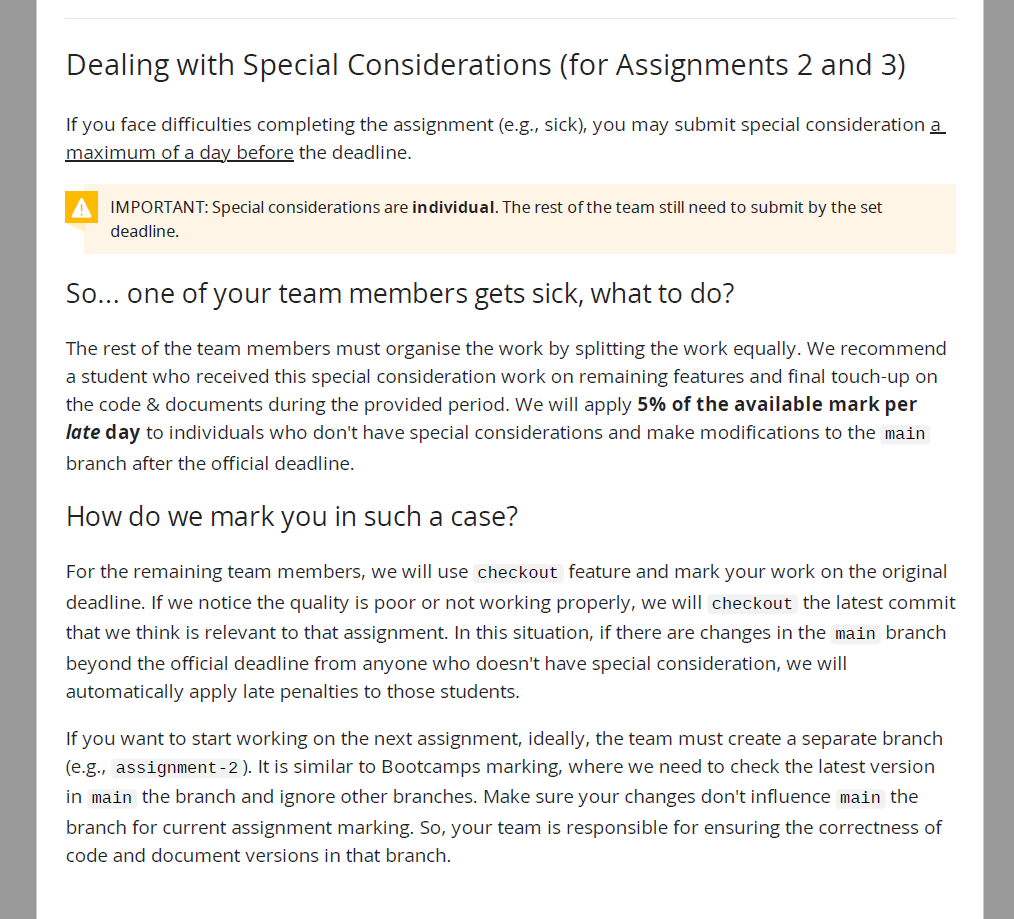 Dealing with Special Considerations (for Assignments 2 and 3)
If you face difficulties completing the assignment (e.g., sick), you may submit special consideration a
maximum of a day before the deadline.
IMPORTANT: Special considerations are individual. The rest of the team still need to submit by the set
deadline.
So... one of your team members gets sick, what to do?
The rest of the team members must organise the work by splitting the work equally. We recommend
a student who received this special consideration work on remaining features and final touch-up on
the code & documents during the provided period. We will apply 5% of the available mark per
late day to individuals who don't have special considerations and make modifications to the main
branch after the official deadline.
How do we mark you in such a case?
For the remaining team members, we will use checkout feature and mark your work on the original
deadline. If we notice the quality is poor or not working properly, we will checkout the latest commit
that we think is relevant to that assignment. In this situation, if there are changes in the main branch
beyond the official deadline from anyone who doesn't have special consideration, we will
automatically apply late penalties to those students.
If you want to start working on the next assignment, ideally, the team must create a separate branch
(e.g., assignment-2). It is similar to Bootcamps marking, where we need to check the latest version
in main the branch and ignore other branches. Make sure your changes don't influence main the
branch for current assignment marking. So, your team is responsible for ensuring the correctness of
code and document versions in that branch.